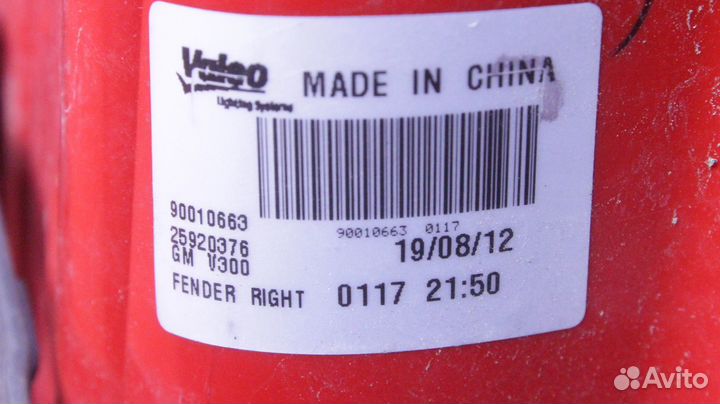 Valeo
Lighting Systems
MADE IN CHINA
90010663
25920376
GM V300
90010663 0117
19/08/12
FENDER RIGHT 0117 21:50
Avito